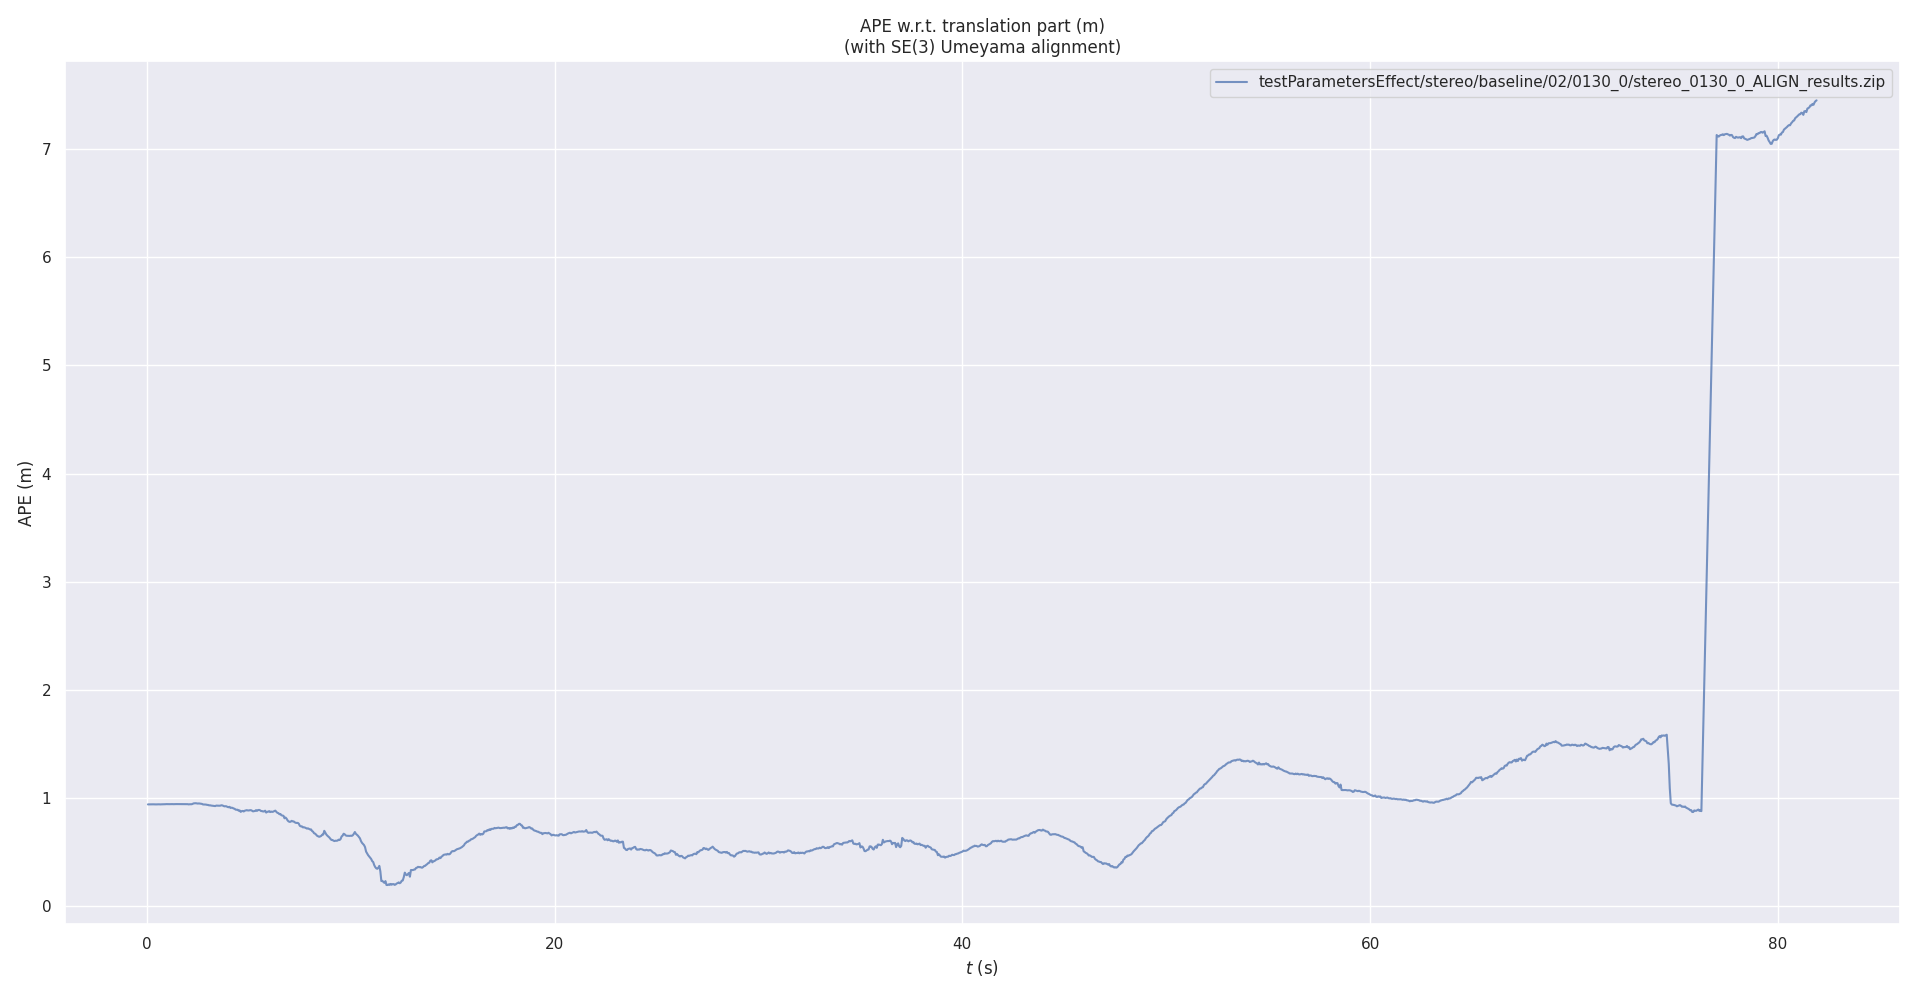 APE w.r.t. translation part (m)
(with SE(3) Umeyama alignment)
testParametersEffect/stereo/baseline/02/0130_0/stereo_0130_0_ALIGN_results.zip
APE (m)
7
6
5
4
3
2
1
0
0 20 40 60 80
t (s)